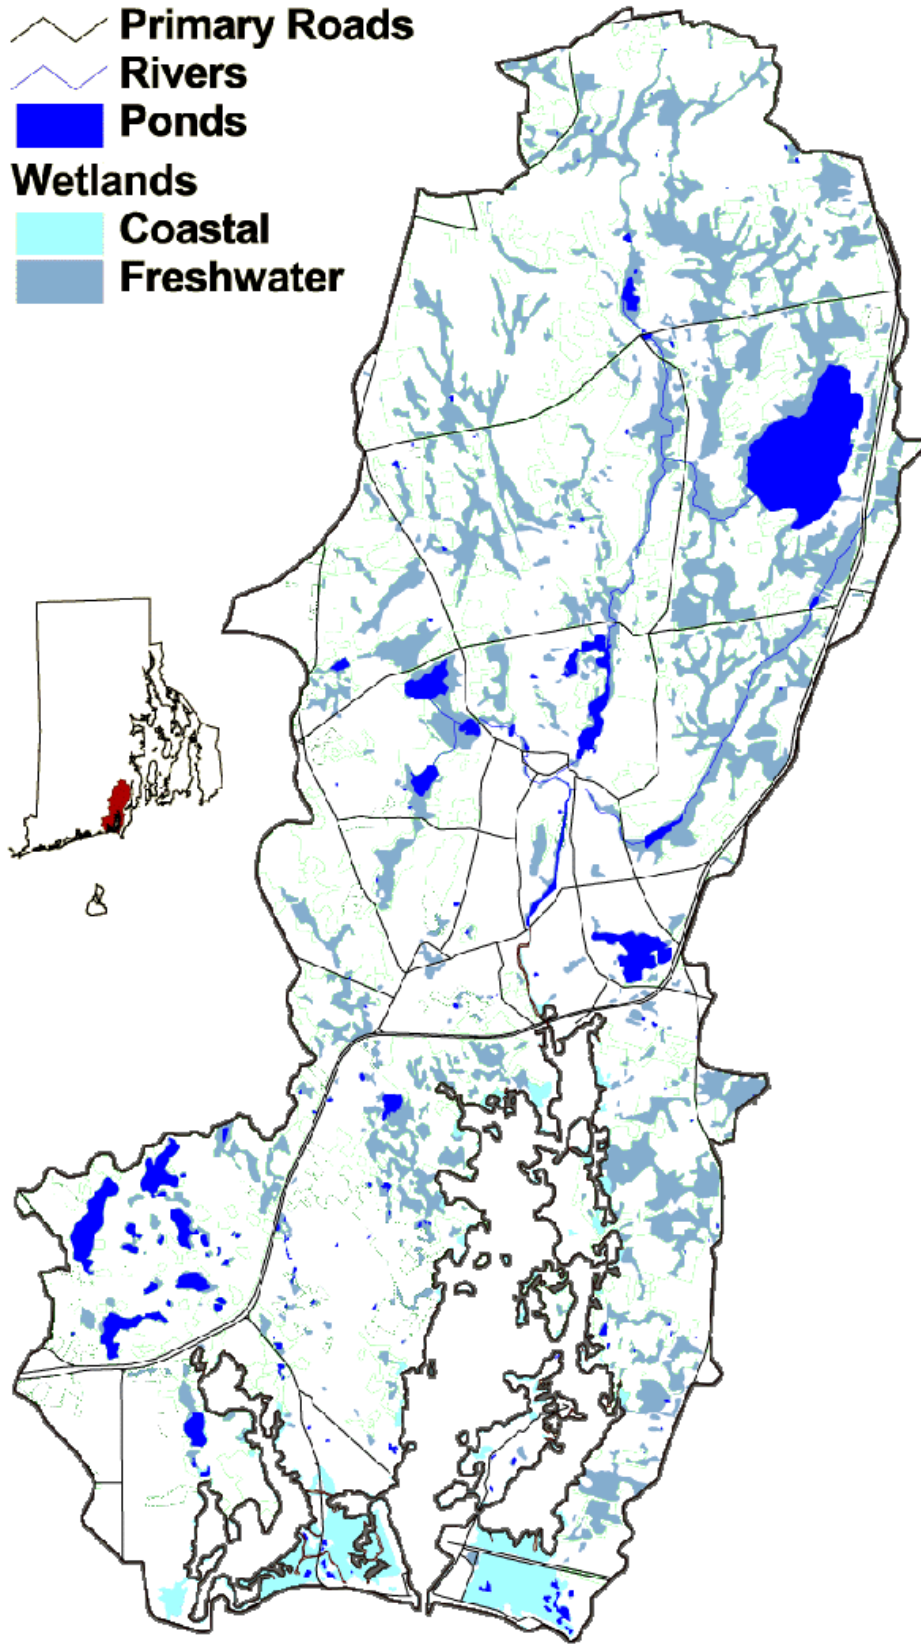 Primary Roads
Rivers
Ponds
Wetlands
Coastal
Freshwater